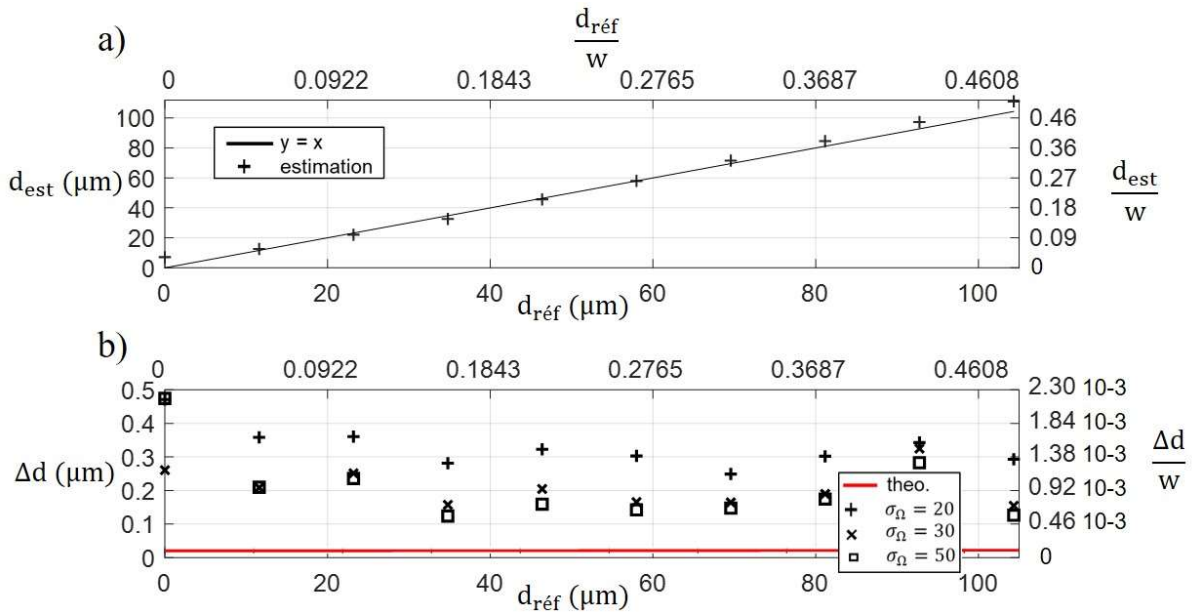 a)
d_réf
w
0 0.0922 0.1843 0.2765 0.3687 0.4608
100
80
60
40
20
0
d_est (μm)
y = x
estimation
0.46
0.36
0.27
0.18
0.09
0
d_est
w
0 20 40 60 80 100
d_réf (μm)
b)
0 0.0922 0.1843 0.2765 0.3687 0.4608
0.5
0.4
0.3
0.2
0.1
0
Δd (μm)
2.30 10-3
1.84 10-3
1.38 10-3
0.92 10-3
0.46 10-3
0
Δd
w
theo.
σ_Ω = 20
σ_Ω = 30
σ_Ω = 50
0 20 40 60 80 100
d_réf (μm)